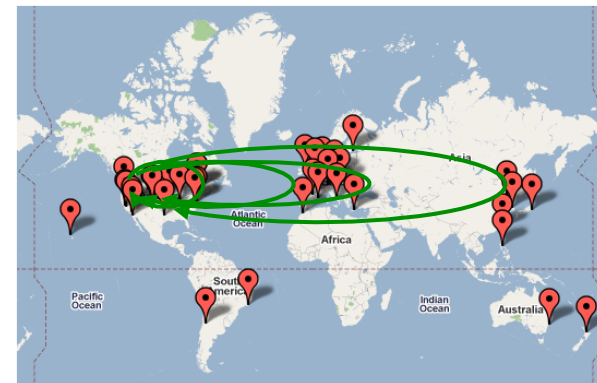 Asia
Atlantic
Ocean
Africa
South
America
Pacific
Ocean
Indian
Ocean
Australia